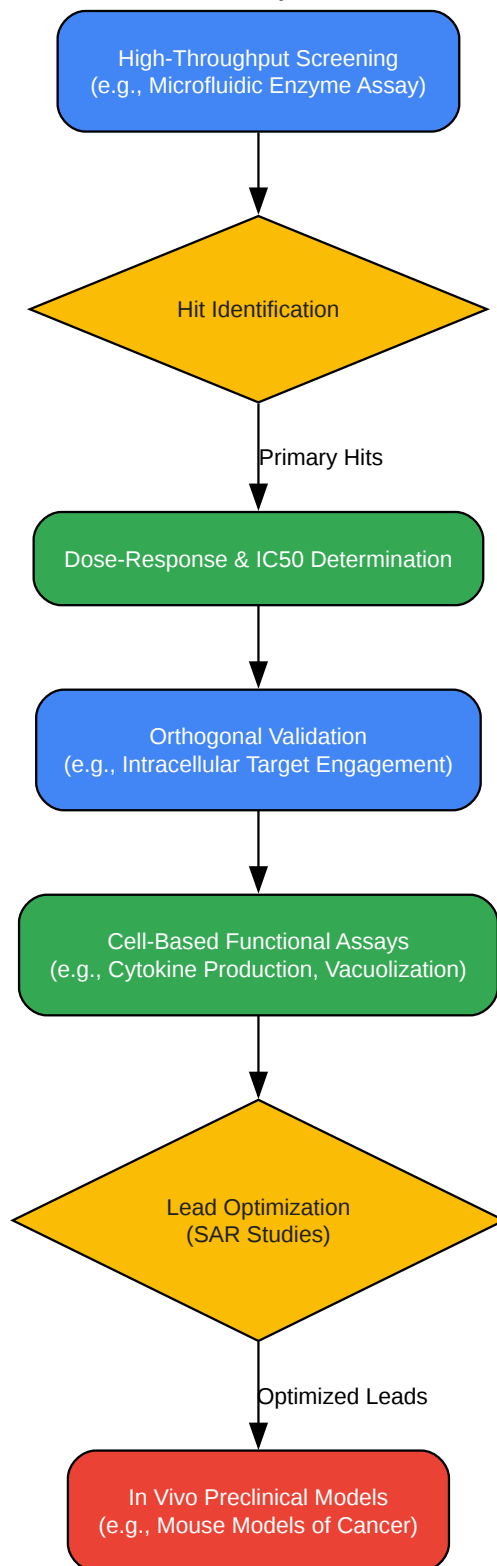 High-Throughput Screening
(e.g., Microfluidic Enzyme Assay)
Hit Identification
Primary Hits
Dose-Response & IC50 Determination
Orthogonal Validation
(e.g., Intracellular Target Engagement)
Cell-Based Functional Assays
(e.g., Cytokine Production, Vacuolization)
Lead Optimization
(SAR Studies)
Optimized Leads
In Vivo Preclinical Models
(e.g., Mouse Models of Cancer)